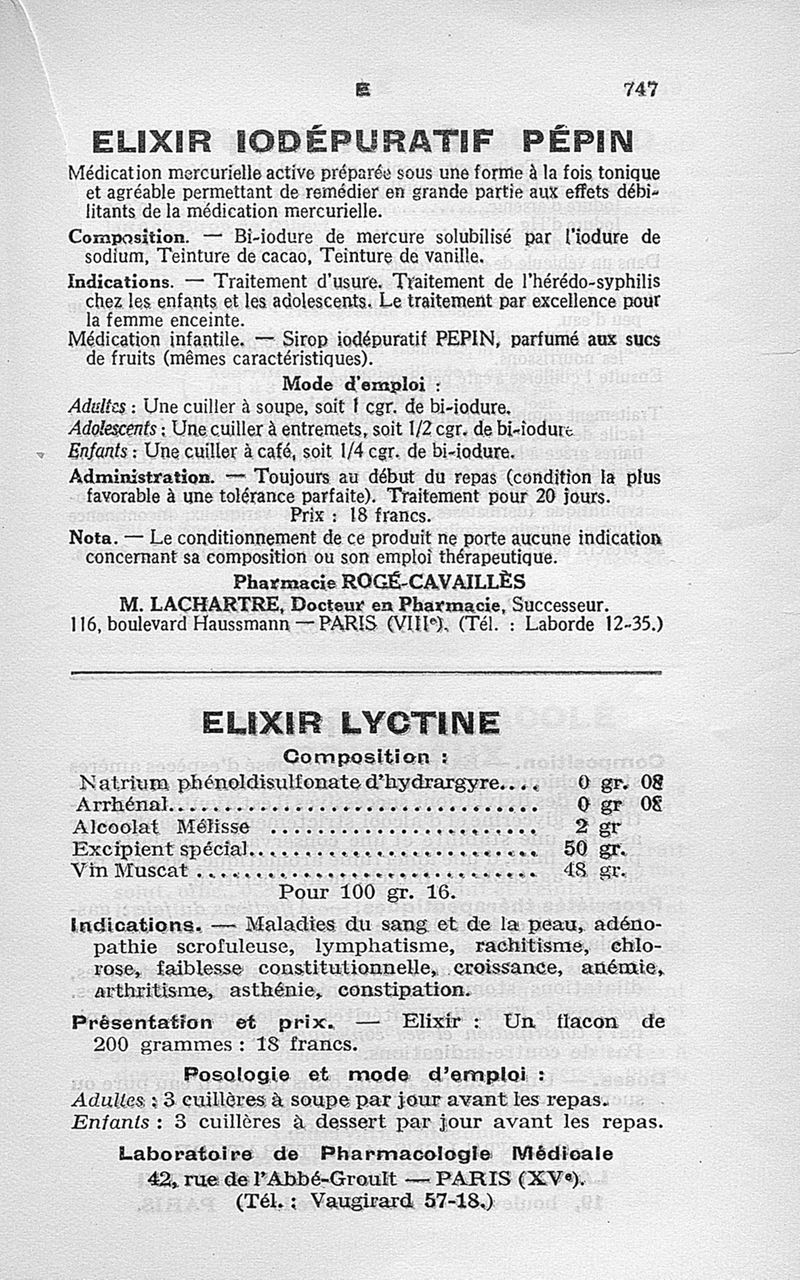 E 747
ELIXIR IODÉPURATIF PÉPIN
Médication mercurielle active préparée sous une forme à la fois tonique
et agréable permettant de remédier en grande partie aux effets débi-
litants de la médication mercurielle.
Composition. — Bi-iodure de mercure solubilisé par l'iodure de
sodium, Teinture de cacao, Teinture de vanille.
Indications. — Traitement d'usure. Traitement de l'hérédo-syphilis
chez les enfants et les adolescents. Le traitement par excellence pour
la femme enceinte.
Médication infantile. — Sirop iodépuratif PEPIN, parfumé aux sucs
de fruits (mêmes caractéristiques).
Mode d'emploi :
Adultes : Une cuiller à soupe, soit 1 cgr. de bi-iodure.
Adolescents : Une cuiller à entremets, soit 1/2 cgr. de bi-iodure
Enfants : Une cuiller à café, soit 1/4 cgr. de bi-iodure.
Administration. — Toujours au début du repas (condition la plus
favorable à une tolérance parfaite). Traitement pour 20 jours.
Prix : 18 francs.
Nota. — Le conditionnement de ce produit ne porte aucune indication
concernant sa composition ou son emploi thérapeutique.
Pharmacie ROGÉ-CAVAILLÈS
M. LACHARTRE, Docteur en Pharmacie, Successeur.
116, boulevard Haussmann — PARIS (VIIIe). (Tél. : Laborde 12-35.)
ELIXIR LYCTINE
Composition :
Natrium phénoldisulfonate d'hydrargyre.... 0 gr. 08
Arrhénal.................................. 0 gr 08
Alcoolat Mélisse ........................ 2 gr
Excipient spécial.......................... 50 gr.
Vin Muscat .............................. 48 gr.
Pour 100 gr. 16.
Indications. — Maladies du sang et de la peau, adéno-
pathie scrofuleuse, lymphatisme, rachitisme, chlo-
rose, faiblesse constitutionnelle, croissance, anémie,
arthritisme, asthénie, constipation.
Présentation et prix. — Elixir : Un flacon de
200 grammes : 18 francs.
Posologie et mode d'emploi :
Adultes : 3 cuillères à soupe par jour avant les repas.
Enfants : 3 cuillères à dessert par jour avant les repas.
Laboratoire de Pharmacologie Médicale
42, rue de l'Abbé-Groult — PARIS (XVe).
(Tél. : Vaugirard 57-18.)